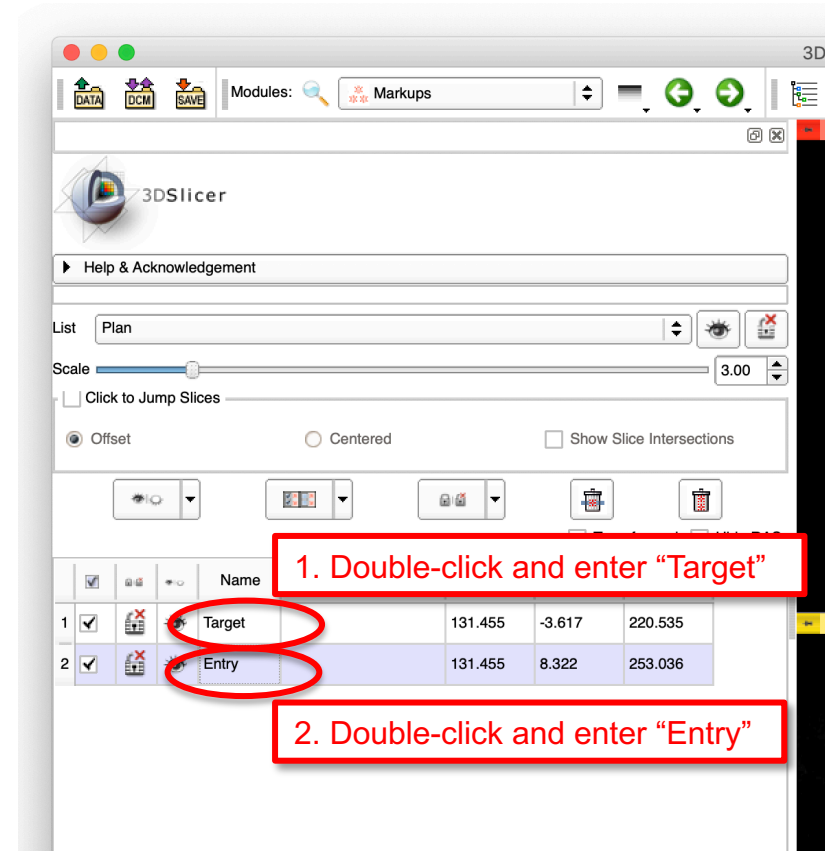 3D
DATA DCM SAVE Modules: Markups
3DSlicer
Help & Acknowledgement
List Plan
Scale 3.00
Click to Jump Slices
Offset Centered Show Slice Intersections
1. Double-click and enter “Target”
Name
1 Target 131.455 -3.617 220.535
2 Entry 131.455 8.322 253.036
2. Double-click and enter “Entry”